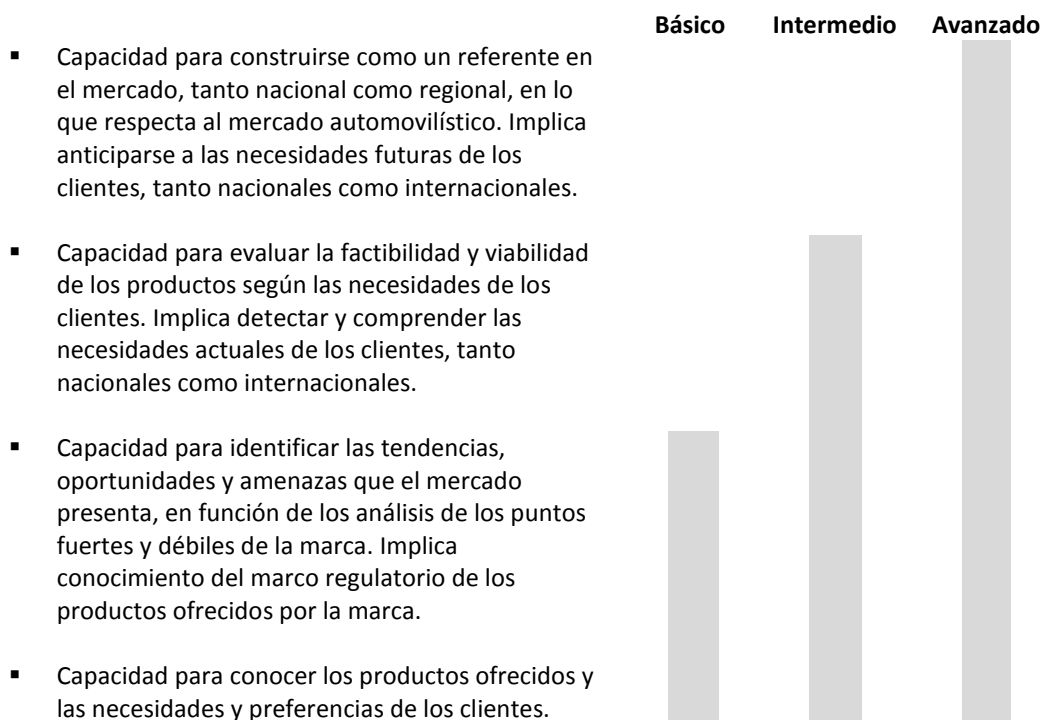 Básico Intermedio Avanzado
▪ Capacidad para construirse como un referente en
el mercado, tanto nacional como regional, en lo
que respecta al mercado automovilístico. Implica
anticiparse a las necesidades futuras de los
clientes, tanto nacionales como internacionales.
▪ Capacidad para evaluar la factibilidad y viabilidad
de los productos según las necesidades de los
clientes. Implica detectar y comprender las
necesidades actuales de los clientes, tanto
nacionales como internacionales.
▪ Capacidad para identificar las tendencias,
oportunidades y amenazas que el mercado
presenta, en función de los análisis de los puntos
fuertes y débiles de la marca. Implica
conocimiento del marco regulatorio de los
productos ofrecidos por la marca.
▪ Capacidad para conocer los productos ofrecidos y
las necesidades y preferencias de los clientes.